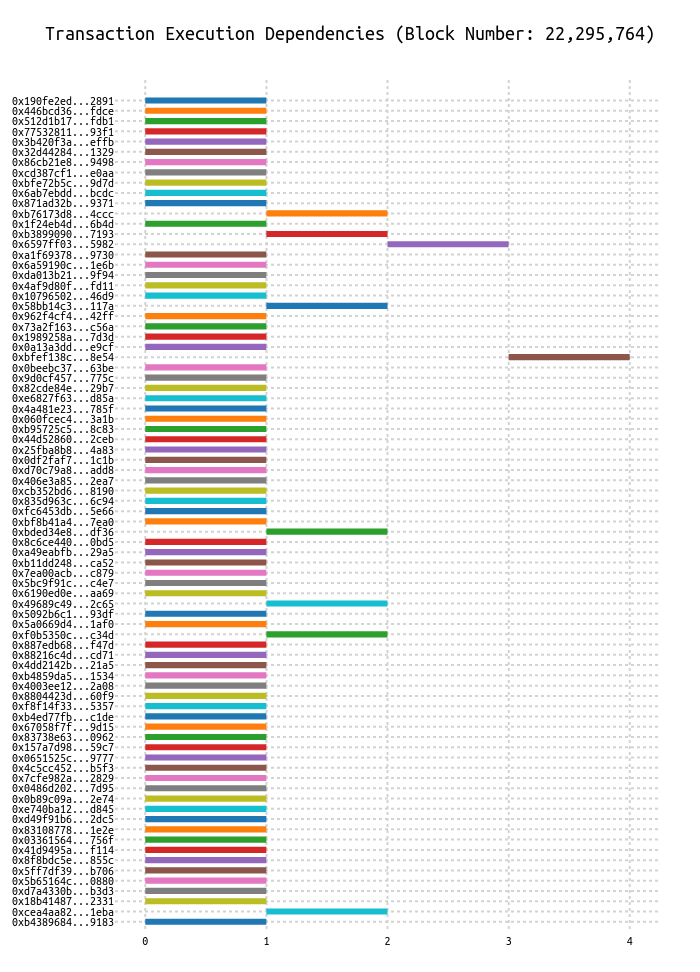 Transaction Execution Dependencies (Block Number: 22,295,764)
0x190fe2ed...2891
0x446bcd36...fdce
0x512d1b17...fdb1
0x77532811...93f1
0x3b420f3a...effb
0x32d44284...1329
0x86cb21e8...9498
0xcd387cf1...e0aa
0xbfe72b5c...9d7d
0x6ab7ebdd...bcdc
0x871ad32b...9371
0xb76173d8...4ccc
0x1f24eb4d...6b4d
0xb3899090...7193
0x6597ff03...5982
0xa1f69378...9730
0x6a59190c...1e6b
0xda013b21...9f94
0x4af9d80f...fd11
0x10796502...46d9
0x58bb14c3...117a
0x962f4cf4...42ff
0x73a2f163...c56a
0x1989258a...7d3d
0x0a13a3dd...e9cf
0xbfef138c...8e54
0x0beebc37...63be
0x9d0cf457...775c
0x82cde84e...29b7
0xe6827f63...d85a
0x4a481e23...785f
0x060fcec4...3a1b
0xb95725c5...8c83
0x44d52860...2ceb
0x25fba8b8...4a83
0x0df2faf7...1c1b
0xd70c79a8...add8
0x406e3a85...2ea7
0xcb352bd6...8190
0x835d963c...6c94
0xfc6453db...5e66
0xbf8b41a4...7ea0
0xbded34e8...df36
0x8c6ce440...0bd5
0xa49eabfb...29a5
0xb11dd248...ca52
0x7ea00acb...c879
0x5bc9f91c...c4e7
0x6190ed0e...aa69
0x49689c49...2c65
0x5092b6c1...93df
0x5a0669d4...1af0
0xf0b5350c...c34d
0x887edb68...f47d
0x88216c4d...cd71
0x4dd2142b...21a5
0xb4859da5...1534
0x4003ee12...2a08
0x8804423d...60f9
0xf8f14f33...5357
0xb4ed77fb...c1de
0x67058f7f...9d15
0x83738e63...0962
0x157a7d98...59c7
0x0651525c...9777
0x4c5cc452...b5f3
0x7cfe982a...2829
0x0486d202...7d95
0x0b89c09a...2e74
0xe740ba12...d845
0xd49f91b6...2dc5
0x83108778...1e2e
0x03361564...756f
0x41d9495a...f114
0x8f8bdc5e...855c
0x5ff7df39...b706
0x5b65164c...0880
0xd7a4330b...b3d3
0x18b41487...2331
0xcea4aa82...1eba
0xb4389684...9183
0 1 2 3 4